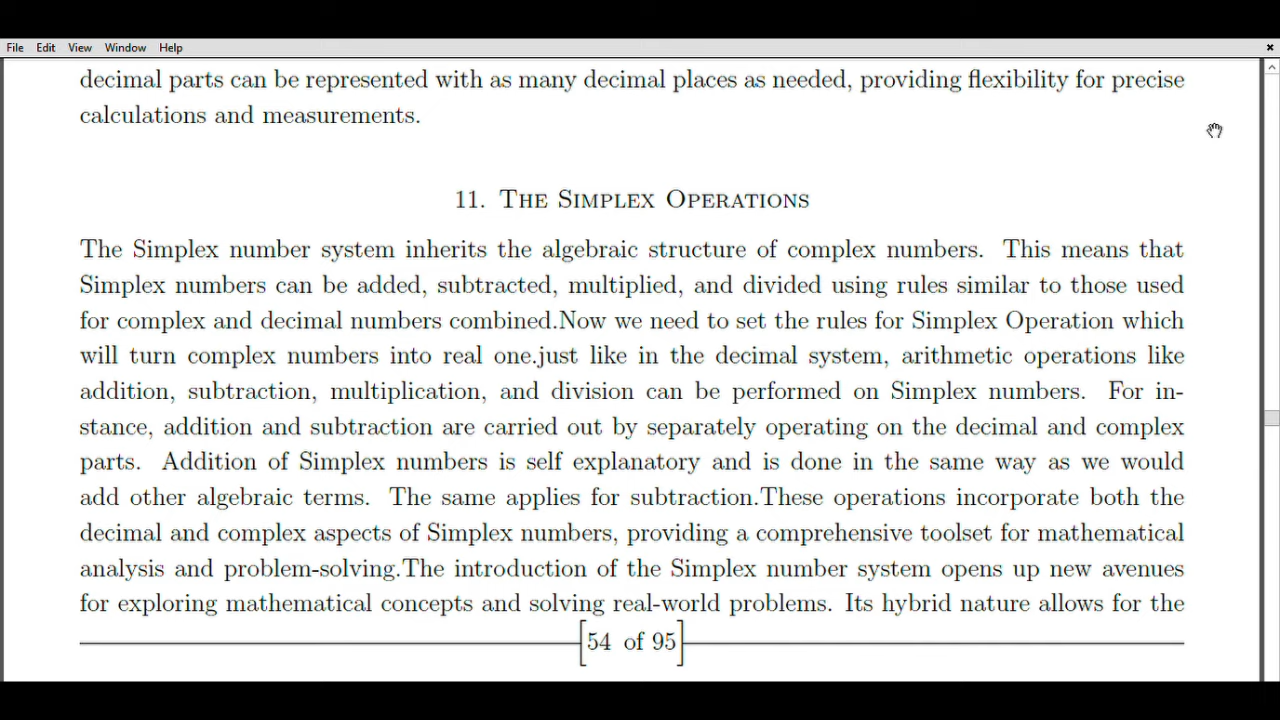 File Edit View Window Help
decimal parts can be represented with as many decimal places as needed, providing flexibility for precise
calculations and measurements.
11. The Simplex Operations
The Simplex number system inherits the algebraic structure of complex numbers. This means that
Simplex numbers can be added, subtracted, multiplied, and divided using rules similar to those used
for complex and decimal numbers combined.Now we need to set the rules for Simplex Operation which
will turn complex numbers into real one.just like in the decimal system, arithmetic operations like
addition, subtraction, multiplication, and division can be performed on Simplex numbers. For in-
stance, addition and subtraction are carried out by separately operating on the decimal and complex
parts. Addition of Simplex numbers is self explanatory and is done in the same way as we would
add other algebraic terms. The same applies for subtraction.These operations incorporate both the
decimal and complex aspects of Simplex numbers, providing a comprehensive toolset for mathematical
analysis and problem-solving.The introduction of the Simplex number system opens up new avenues
for exploring mathematical concepts and solving real-world problems. Its hybrid nature allows for the
[54 of 95]